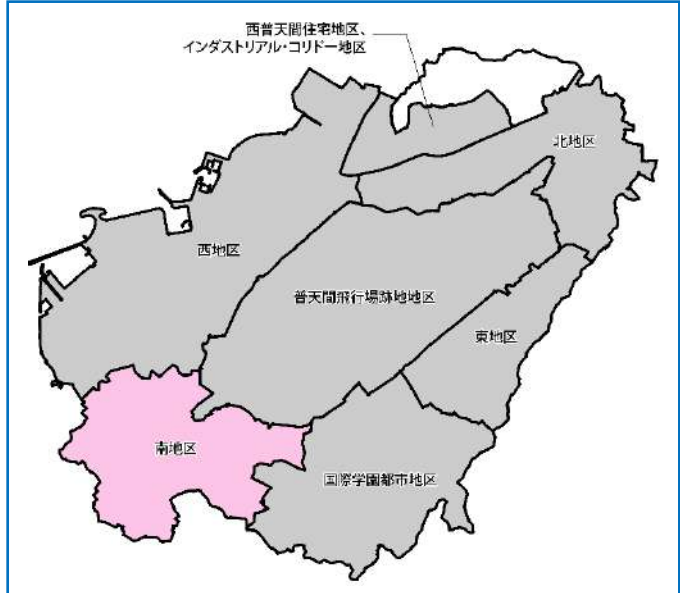 西普天間住宅地区、
インダストリアル・コリドー地区
北地区
西地区
普天間飛行場跡地地区
東地区
南地区
国際学園都市地区